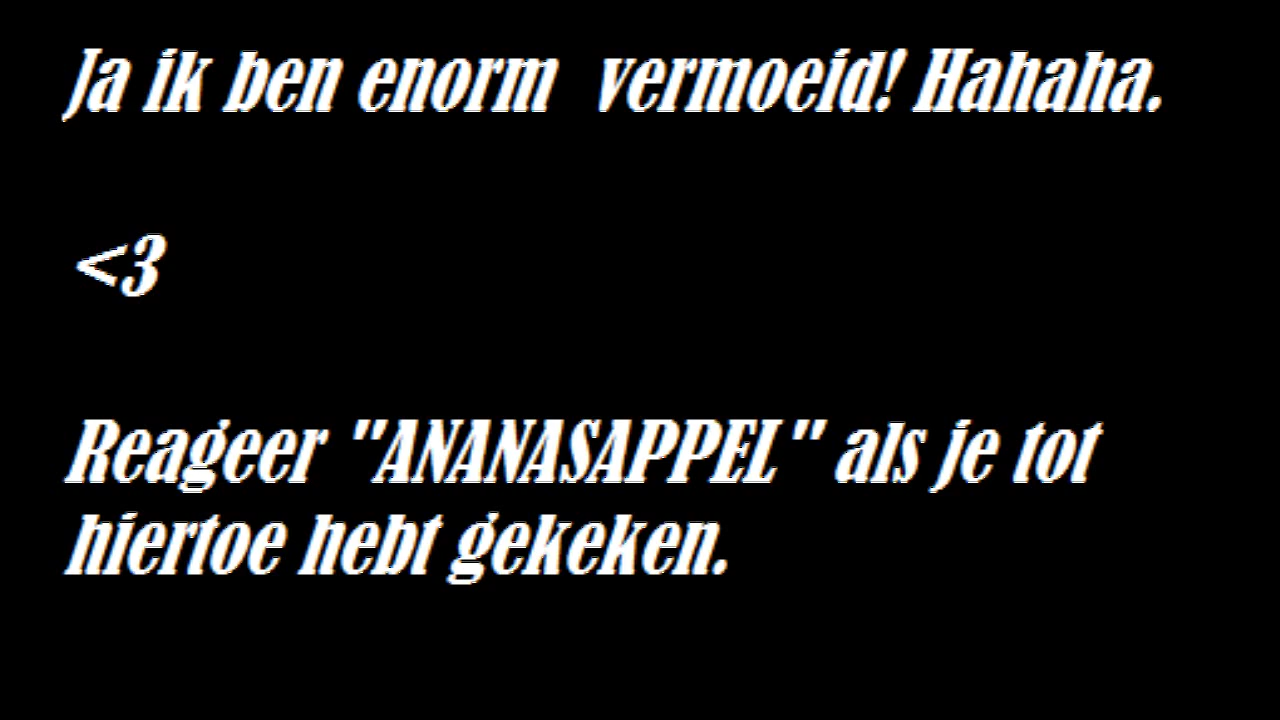 Ja ik ben enorm  vermoeid! Hahaha.
<3
Reageer "ANANASAPPEL" als je tot
hiertoe hebt gekeken.